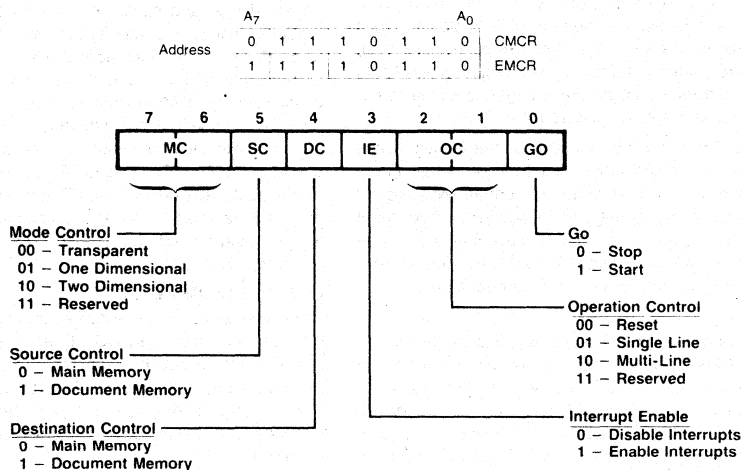 A7 A0
Address
0 1 1 1 0 1 1 0 CMCR
1 1 1 1 0 1 1 0 EMCR
7 6 5 4 3 2 1 0
MC SC DC IE OC GO
Mode Control
00 – Transparent
01 – One Dimensional
10 – Two Dimensional
11 – Reserved
Source Control
0 – Main Memory
1 – Document Memory
Destination Control
0 – Main Memory
1 – Document Memory
Go
0 – Stop
1 – Start
Operation Control
00 – Reset
01 – Single Line
10 – Multi-Line
11 – Reserved
Interrupt Enable
0 – Disable Interrupts
1 – Enable Interrupts